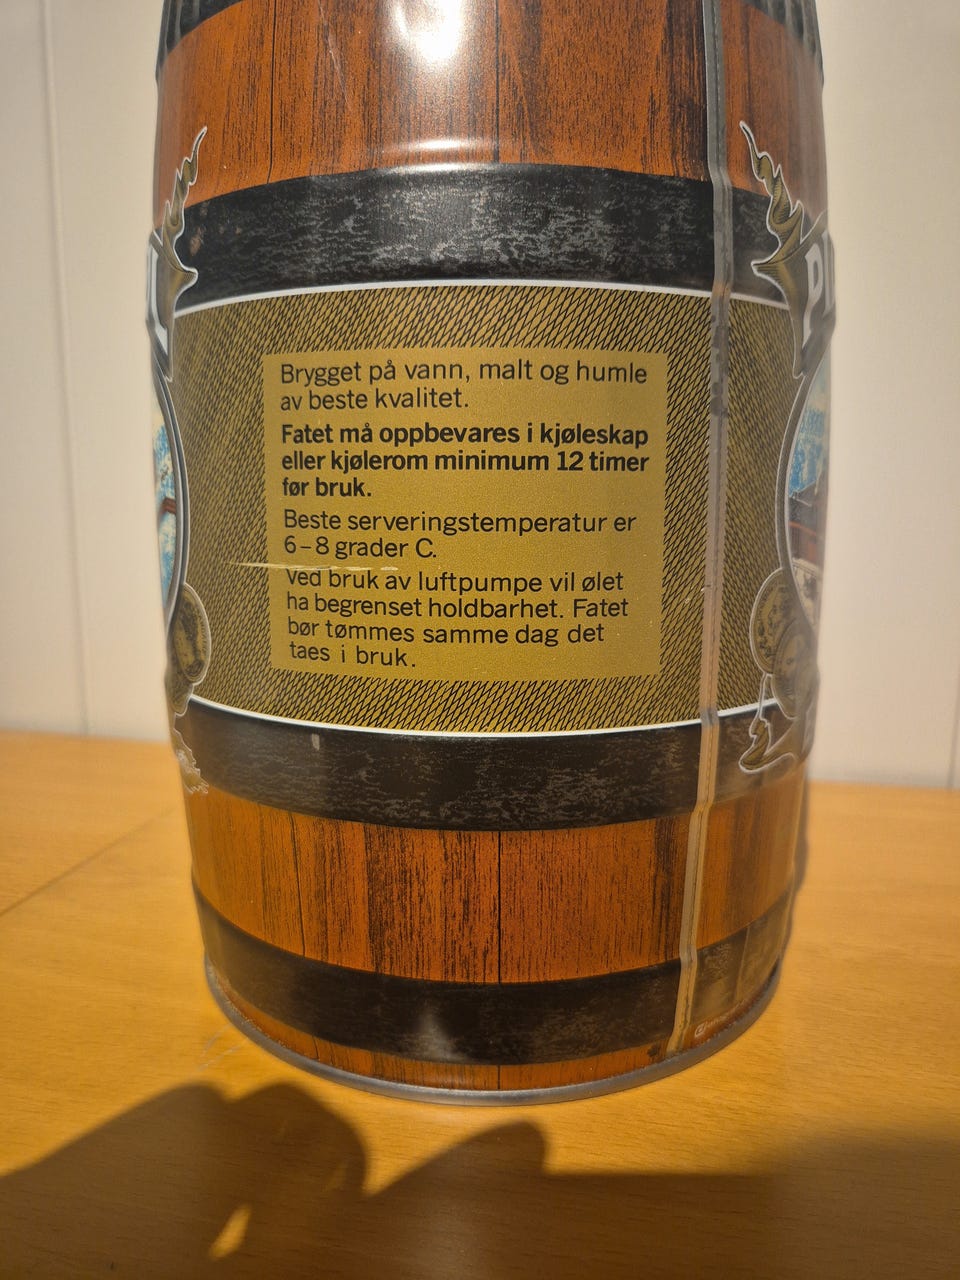 Brygget på vann, malt og humle
av beste kvalitet.
Fatet må oppbevares i kjøleskap
eller kjølerom minimum 12 timer
før bruk.
Beste serveringstemperatur er
6–8 grader C.
Ved bruk av luftpumpe vil ølet
ha begrenset holdbarhet. Fatet
bør tømmes samme dag det
taes i bruk.